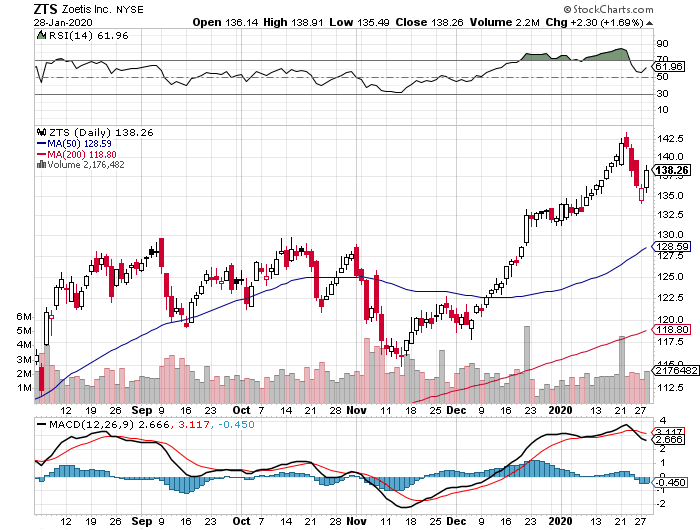 ZTS Zoetis Inc. NYSE © StockCharts.com
28-Jan-2020 Open 136.14 High 138.91 Low 135.49 Close 138.26 Volume 2.2M Chg +2.30 (+1.69%)
RSI(14) 61.96
90
70
61.96
50
30
10
ZTS (Daily) 138.26
MA(50) 128.59
MA(200) 118.80
Volume 2,176,482
142.5
140.0
138.26
137.5
135.0
132.5
130.0
128.59
127.5
125.0
122.5
120.0
118.80
117.5
115.0
2176482
112.5
6M
5M
4M
3M
2M
1M
12 19 26 Sep 9 16 23 Oct 7 14 21 28 Nov 11 18 25 Dec 9 16 23 2020 13 21 27
MACD(12,26,9) 2.666, 3.117, -0.450
4
3.117
2.666
2
1
0
-0.450
-1
-2
12 19 26 Sep 9 16 23 Oct 7 14 21 28 Nov 11 18 25 Dec 9 16 23 2020 13 21 27